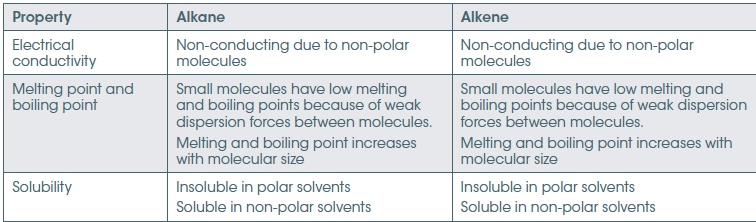 Property Alkane Alkene
Electrical conductivity
Non-conducting due to non-polar
molecules
Non-conducting due to non-polar
molecules
Melting point and
boiling point
Small molecules have low melting
and boiling points because of weak
dispersion forces between molecules.
Melting and boiling point increases
with molecular size
Small molecules have low melting and
boiling points because of weak dispersion
forces between molecules.
Melting and boiling point increases with
molecular size
Solubility
Insoluble in polar solvents
Soluble in non-polar solvents
Insoluble in polar solvents
Soluble in non-polar solvents